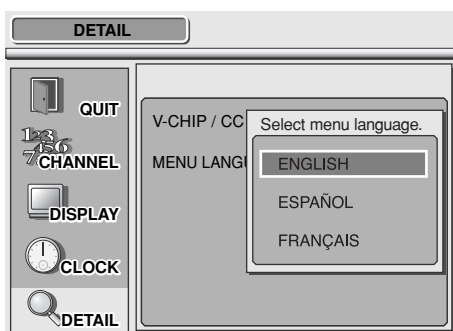 DETAIL
QUIT
CHANNEL
DISPLAY
CLOCK
DETAIL
V-CHIP / CC
MENU LANGU
Select menu language.
ENGLISH
ESPAÑOL
FRANÇAIS